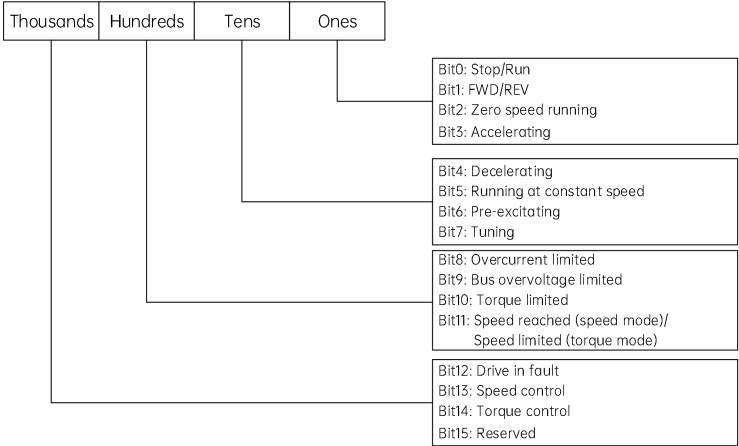 Thousands Hundreds Tens Ones
Bit0: Stop/Run
Bit1: FWD/REV
Bit2: Zero speed running
Bit3: Accelerating
Bit4: Decelerating
Bit5: Running at constant speed
Bit6: Pre-excitating
Bit7: Tuning
Bit8: Overcurrent limited
Bit9: Bus overvoltage limited
Bit10: Torque limited
Bit11: Speed reached (speed mode)/
Speed limited (torque mode)
Bit12: Drive in fault
Bit13: Speed control
Bit14: Torque control
Bit15: Reserved